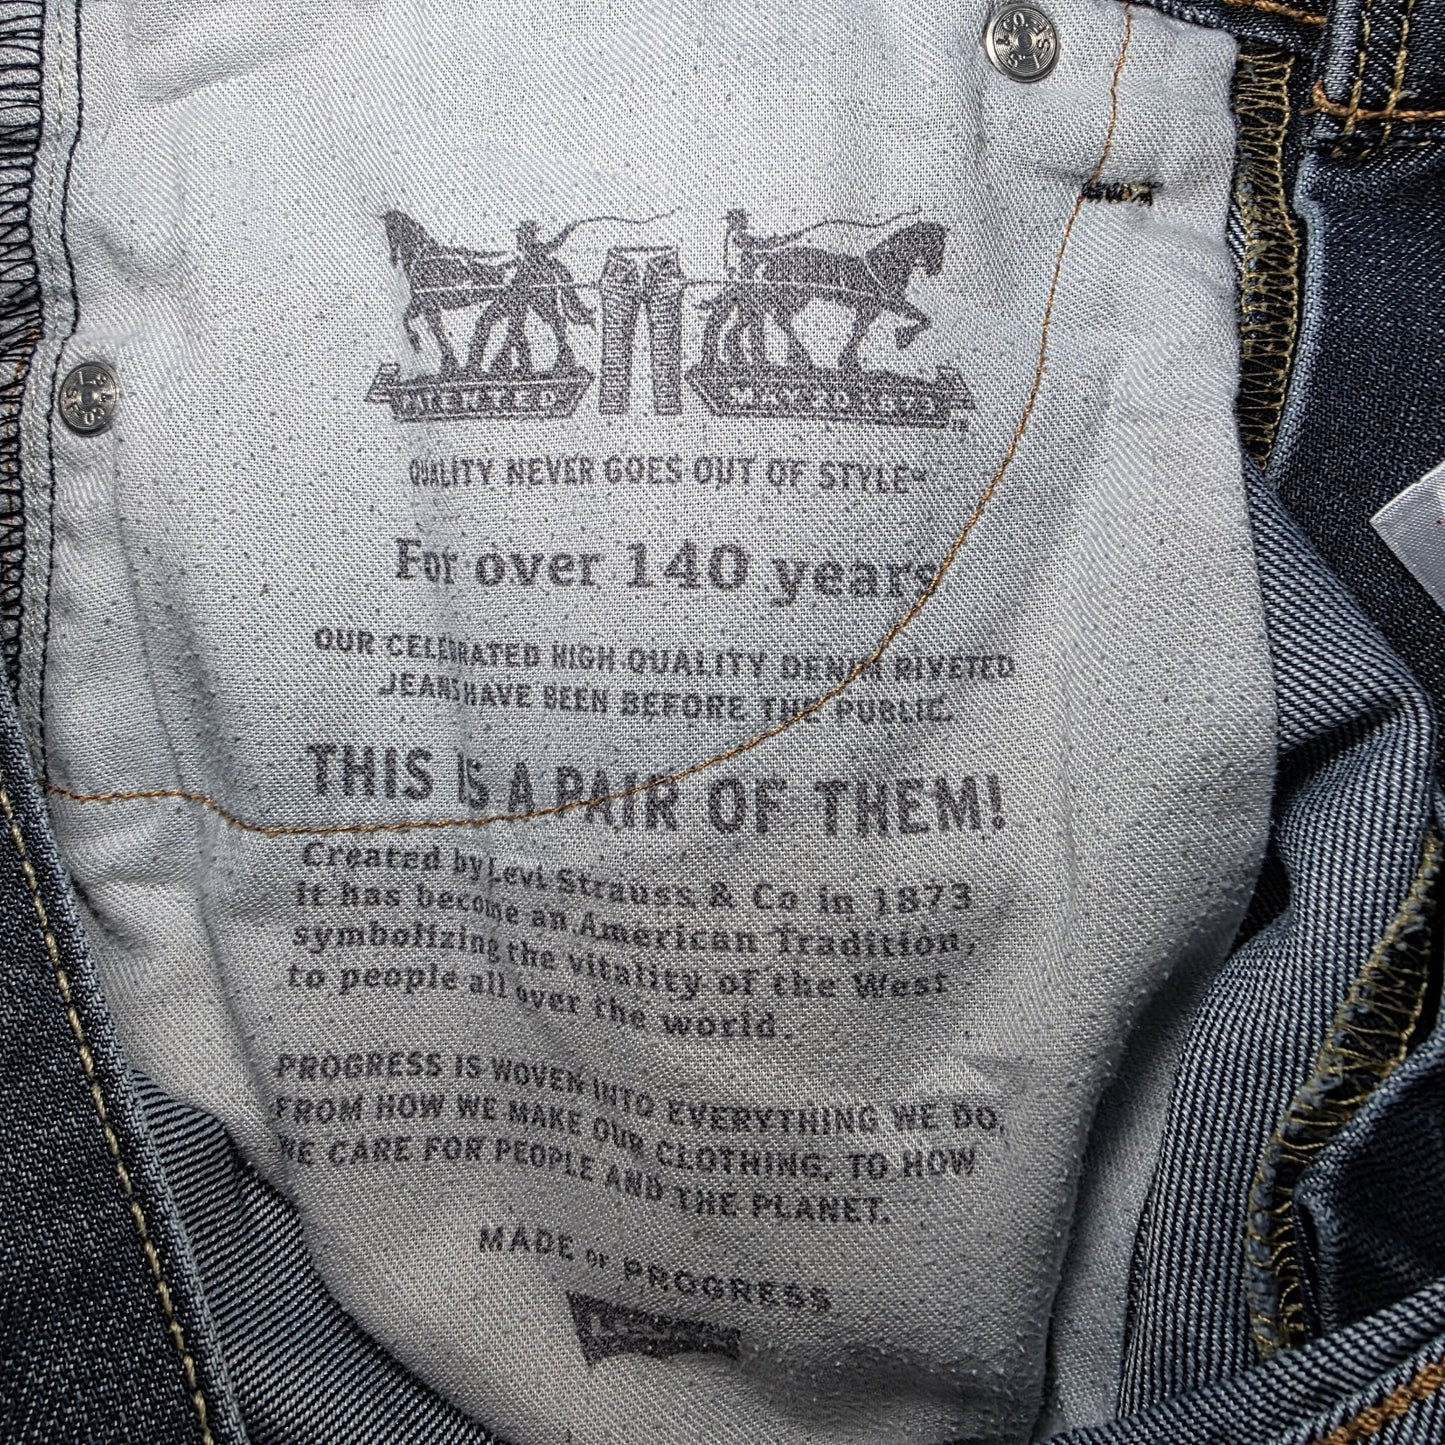 PATENTED MAY 20 1873
QUALITY NEVER GOES OUT OF STYLE
For over 140 years
OUR CELEBRATED HIGH QUALITY DENIM RIVETED
JEANS HAVE BEEN BEFORE THE PUBLIC.
THIS IS A PAIR OF THEM!
Created by Levi Strauss & Co in 1873
it has become an American Tradition,
symbolizing the vitality of the West
to people all over the world.
PROGRESS IS WOVEN INTO EVERYTHING WE DO.
FROM HOW WE MAKE OUR CLOTHING, TO HOW
WE CARE FOR PEOPLE AND THE PLANET.
MADE OF PROGRESS